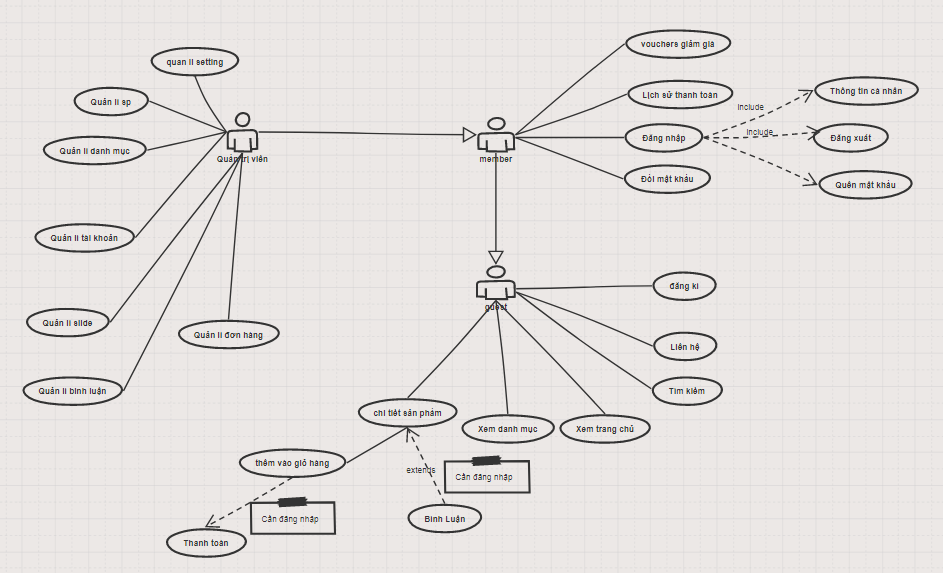 vouchers giảm giá
quan lí setting
Lịch sử thanh toán
Thông tin cá nhân
Quản lí sp
include
include
Đăng nhập
Đăng xuất
Quản lí danh mục
Quản trị viên
member
Đổi mật khẩu
Quên mật khẩu
Quản lí tài khoản
đăng kí
guest
Quản lí slide
Quản lí đơn hàng
Liên hệ
Quản lí bình luận
Tìm kiếm
chi tiết sản phẩm
Xem danh mục
Xem trang chủ
thêm vào giỏ hàng
extends
Cần đăng nhập
Cần đăng nhập
Bình Luận
Thanh toán